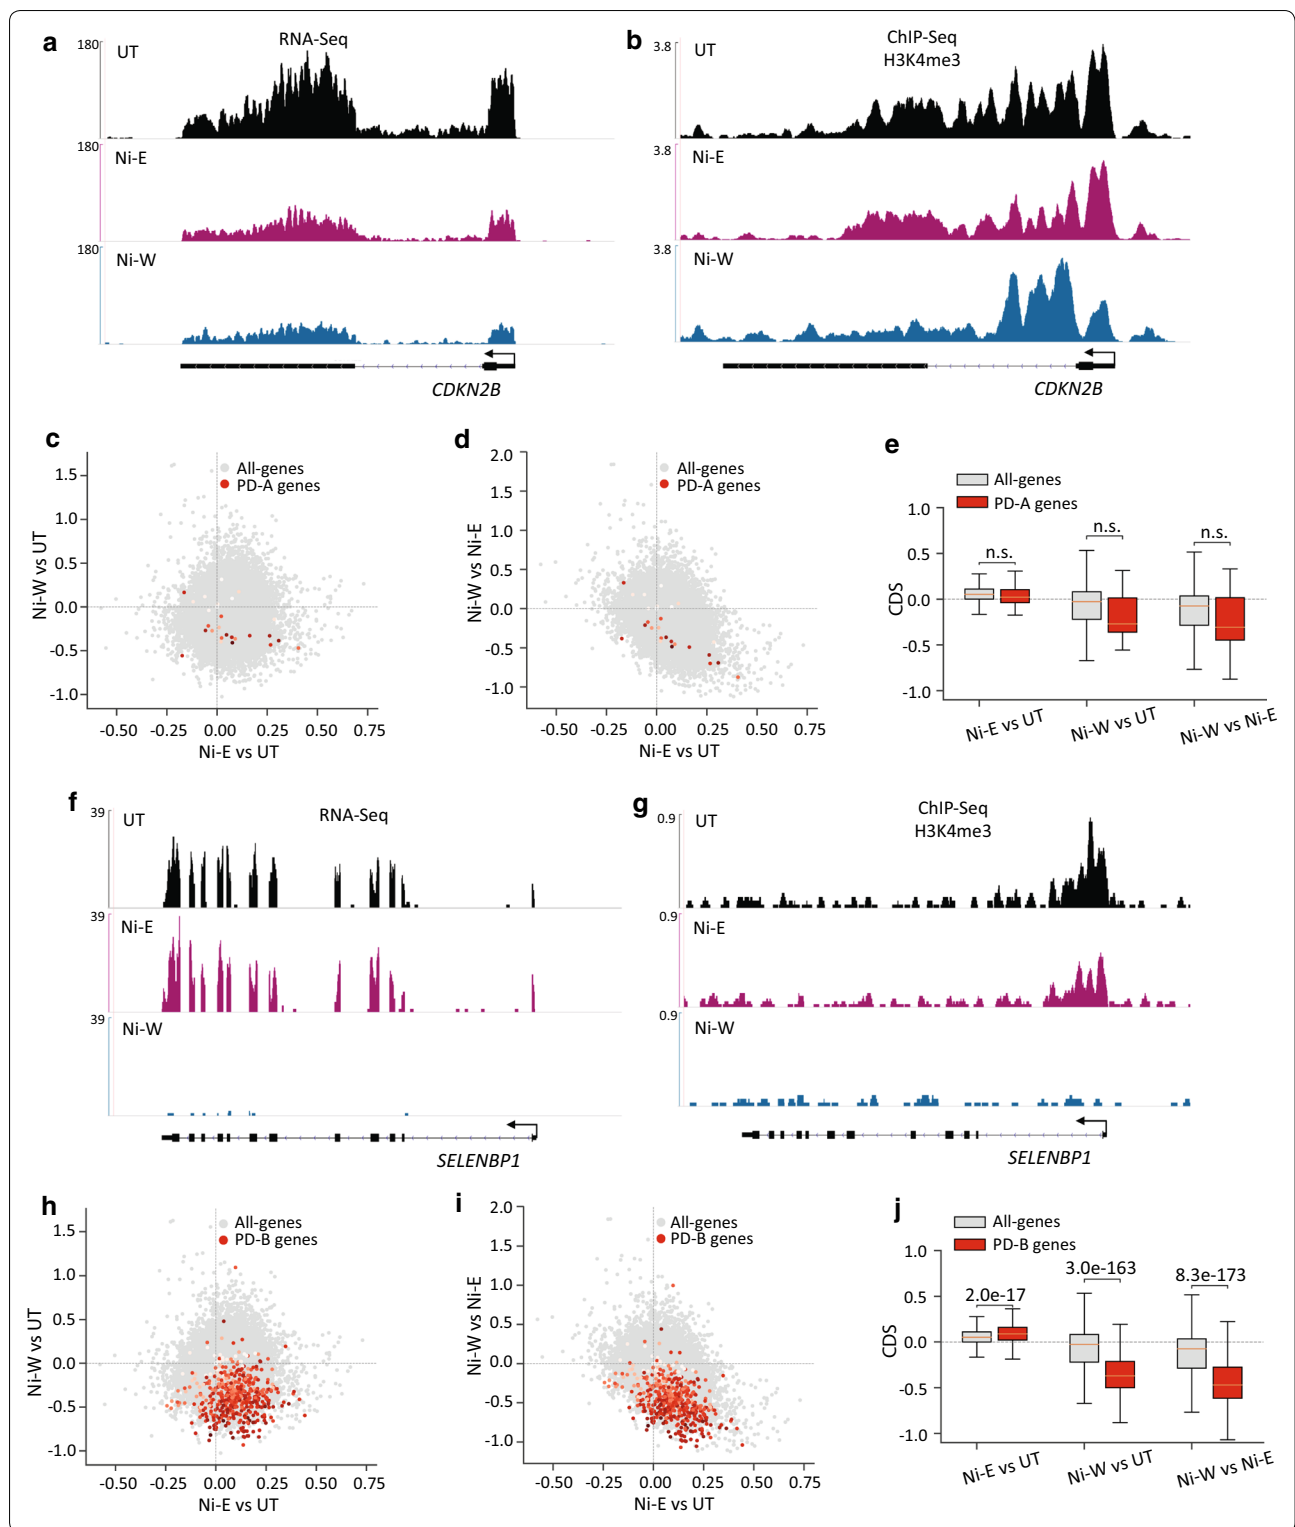 a
RNA-Seq
180
UT
180
Ni-E
180
Ni-W
CDKN2B
b
ChIP-Seq
H3K4me3
3.8
UT
3.8
Ni-E
3.8
Ni-W
CDKN2B
c
All-genes
PD-A genes
Ni-W vs UT
1.5
1.0
0.5
0.0
-0.5
-1.0
-0.50 -0.25 0.00 0.25 0.50 0.75
Ni-E vs UT
d
All-genes
PD-A genes
Ni-W vs Ni-E
2.0
1.5
1.0
0.5
0.0
-0.5
-1.0
-0.50 -0.25 0.00 0.25 0.50 0.75
Ni-E vs UT
e
All-genes
PD-A genes
CDS
1.0
0.5
0.0
-0.5
-1.0
n.s.
n.s.
n.s.
Ni-E vs UT
Ni-W vs UT
Ni-W vs Ni-E
f
RNA-Seq
39
UT
39
Ni-E
39
Ni-W
SELENBP1
g
ChIP-Seq
H3K4me3
0.9
UT
0.9
Ni-E
0.9
Ni-W
SELENBP1
h
All-genes
PD-B genes
Ni-W vs UT
1.5
1.0
0.5
0.0
-0.5
-1.0
-0.50 -0.25 0.00 0.25 0.50 0.75
Ni-E vs UT
i
All-genes
PD-B genes
Ni-W vs Ni-E
2.0
1.5
1.0
0.5
0.0
-0.5
-1.0
-0.50 -0.25 0.00 0.25 0.50 0.75
Ni-E vs UT
j
All-genes
PD-B genes
CDS
1.0
0.5
0.0
-0.5
-1.0
2.0e-17
3.0e-163
8.3e-173
Ni-E vs UT
Ni-W vs UT
Ni-W vs Ni-E